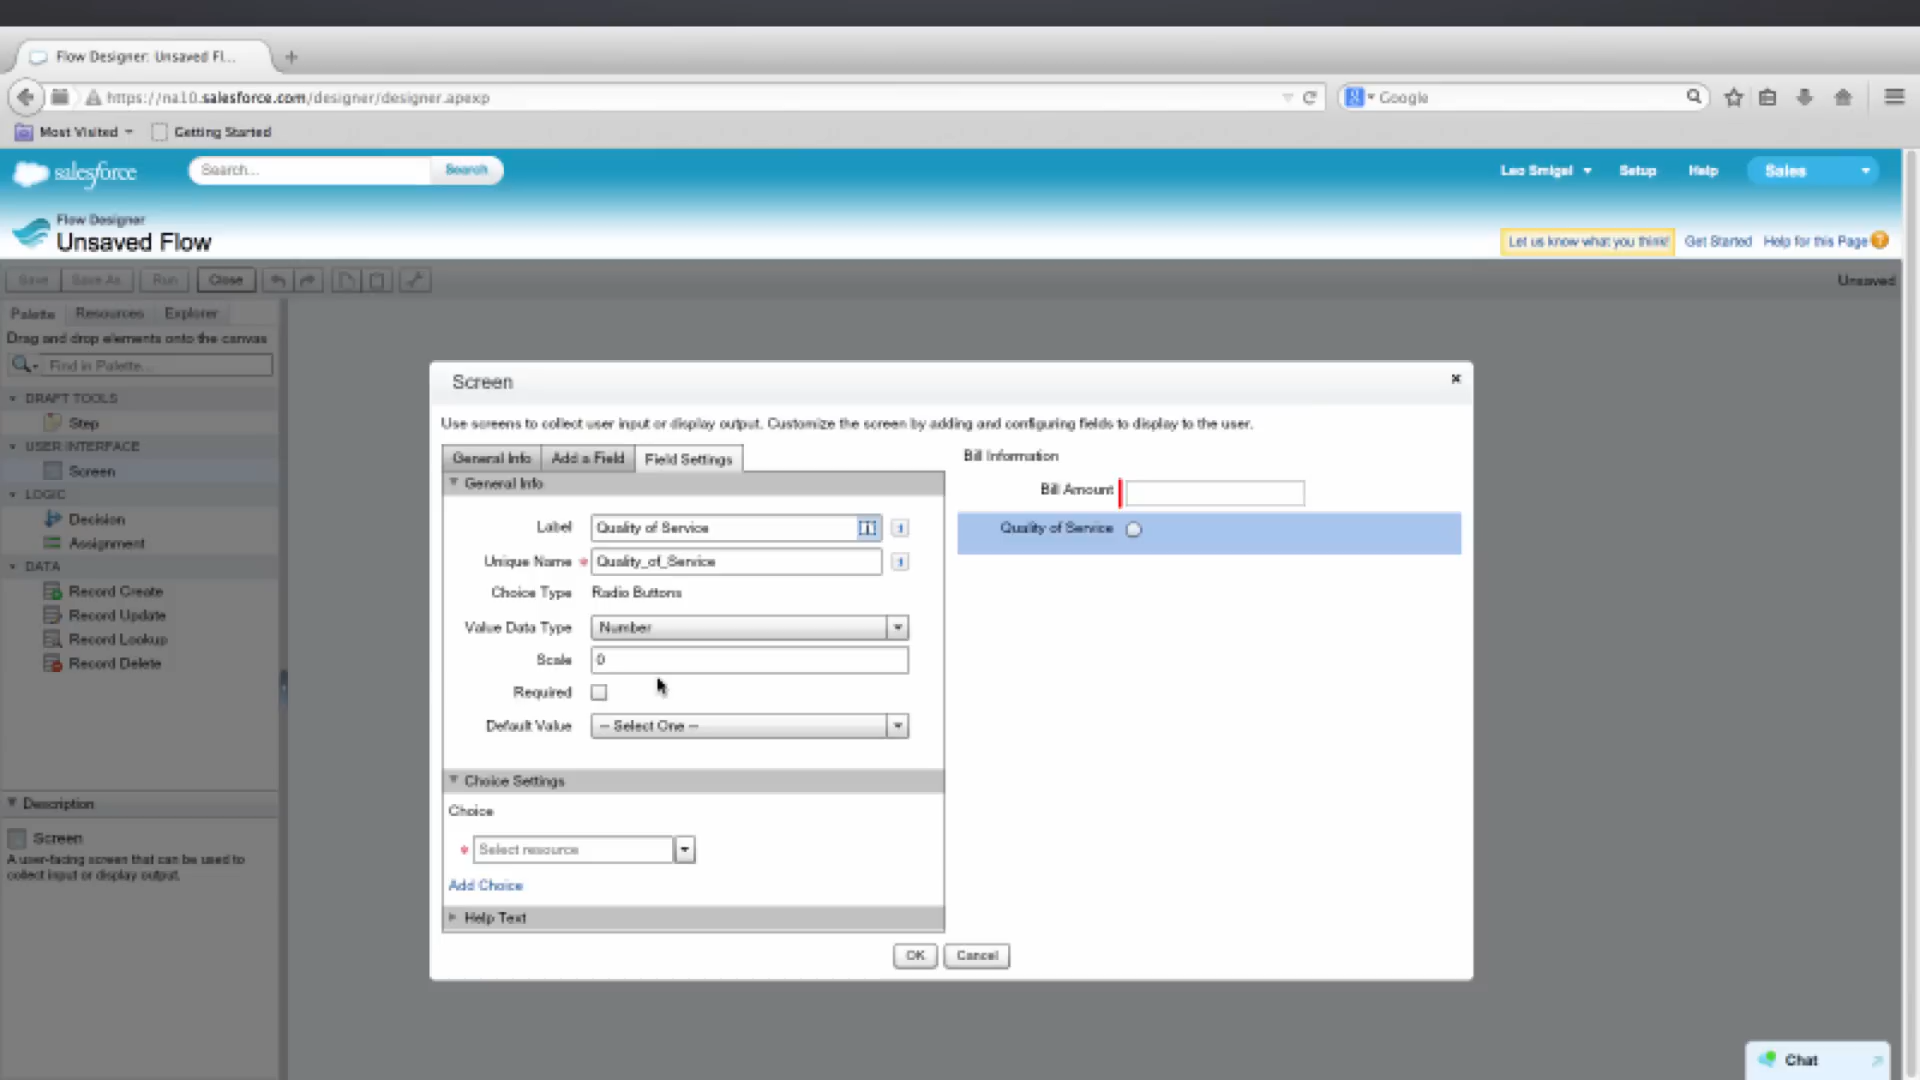 Flow Designer: Unsaved Fl...
https://na10.salesforce.com/designer/designer.apexp
Google
Most Visited
Getting Started
salesforce
Search...
Search
Leo Smigel
Setup
Help
Sales
Flow Designer
Unsaved Flow
Let us know what you think!
Get Started
Help for this Page
Save
Save As
Run
Close
Unsaved
Palette
Resources
Explorer
Drag and drop elements onto the canvas
Find in Palette...
DRAFT TOOLS
Step
USER INTERFACE
Screen
LOGIC
Decision
Assignment
DATA
Record Create
Record Update
Record Lookup
Record Delete
Description
Screen
A user-facing screen that can be used to
collect input or display output.
Screen
Use screens to collect user input or display output. Customize the screen by adding and configuring fields to display to the user.
General Info
Add a Field
Field Settings
General Info
Label
Quality of Service
Unique Name
Quality_of_Service
Choice Type
Radio Buttons
Value Data Type
Number
Scale
0
Required
Default Value
-- Select One --
Choice Settings
Choice
Select resource
Add Choice
Help Text
Bill Information
Bill Amount
Quality of Service
OK
Cancel
Chat